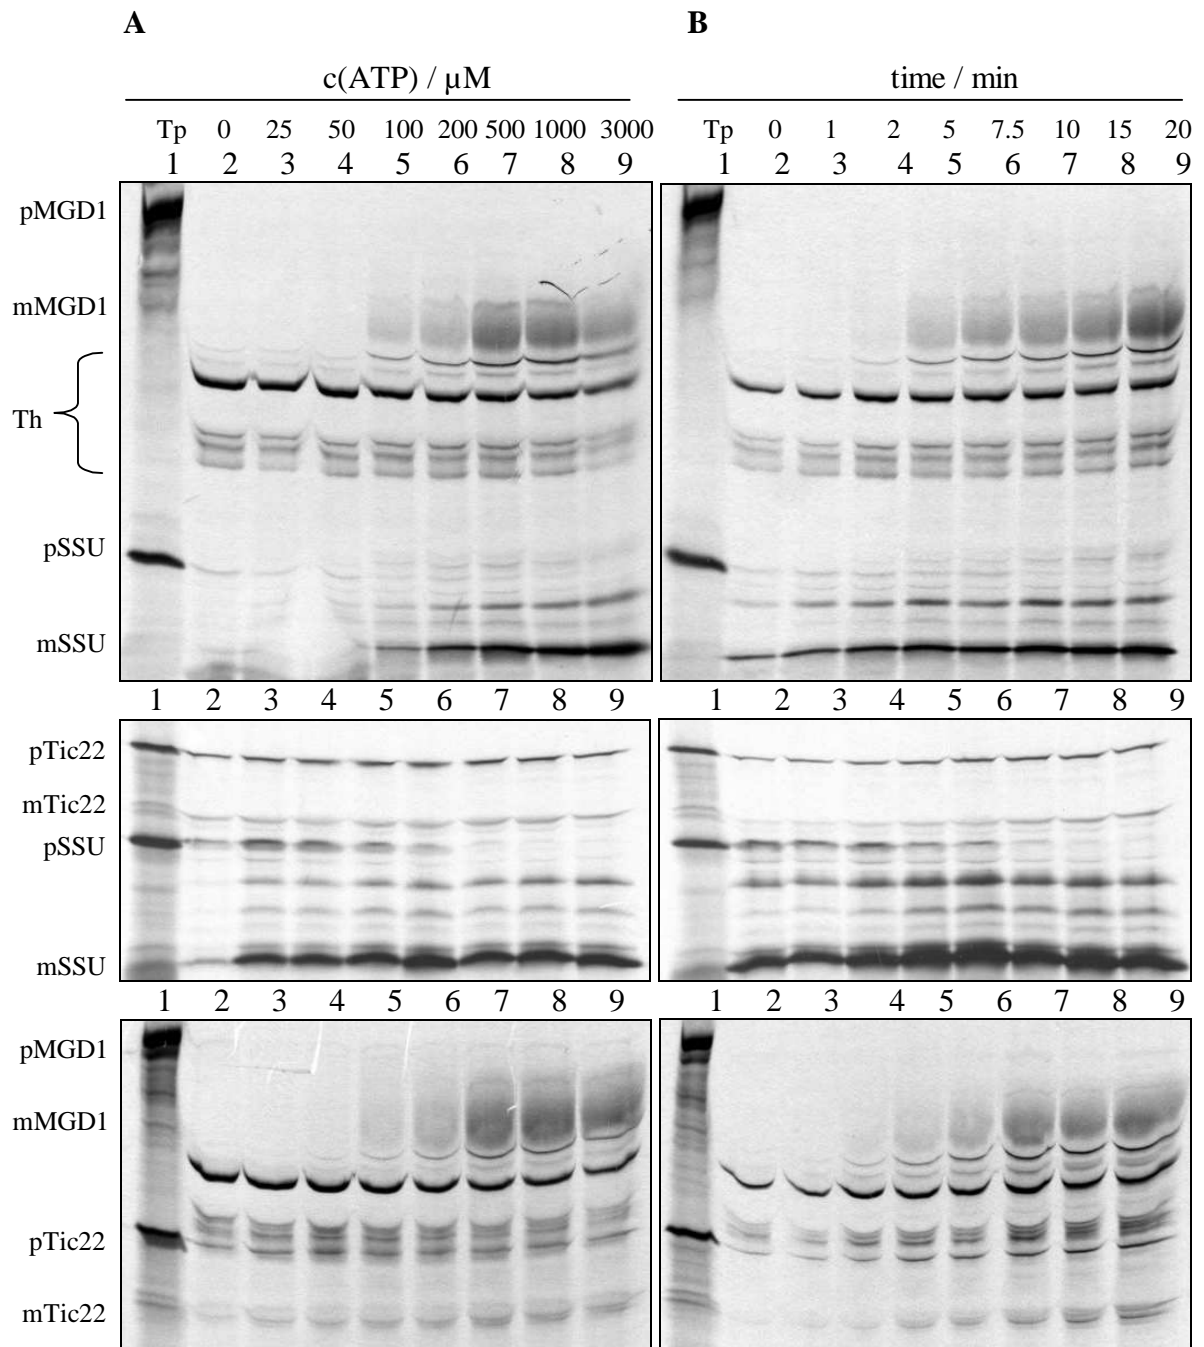 A B
c(ATP) / µM time / min
Tp 0 25 50 100 200 500 1000 3000 Tp 0 1 2 5 7.5 10 15 20
1 2 3 4 5 6 7 8 9 1 2 3 4 5 6 7 8 9
pMGD1
mMGD1
Th
pSSU
mSSU
1 2 3 4 5 6 7 8 9 1 2 3 4 5 6 7 8 9
pTic22
mTic22
pSSU
mSSU
1 2 3 4 5 6 7 8 9 1 2 3 4 5 6 7 8 9
pMGD1
mMGD1
pTic22
mTic22